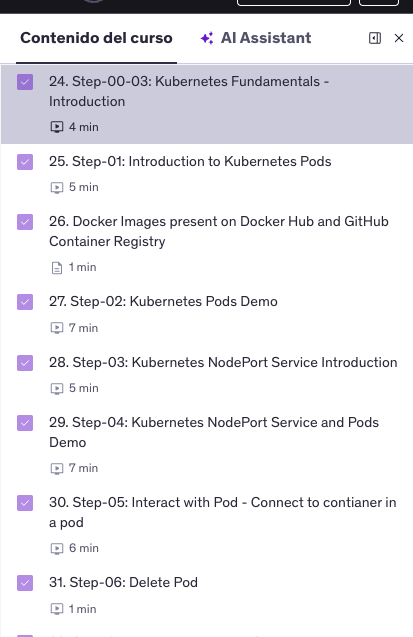 Contenido del curso
AI Assistant
24. Step-00-03: Kubernetes Fundamentals -
Introduction
4 min
25. Step-01: Introduction to Kubernetes Pods
5 min
26. Docker Images present on Docker Hub and GitHub
Container Registry
1 min
27. Step-02: Kubernetes Pods Demo
7 min
28. Step-03: Kubernetes NodePort Service Introduction
5 min
29. Step-04: Kubernetes NodePort Service and Pods
Demo
7 min
30. Step-05: Interact with Pod - Connect to contianer in
a pod
6 min
31. Step-06: Delete Pod
1 min